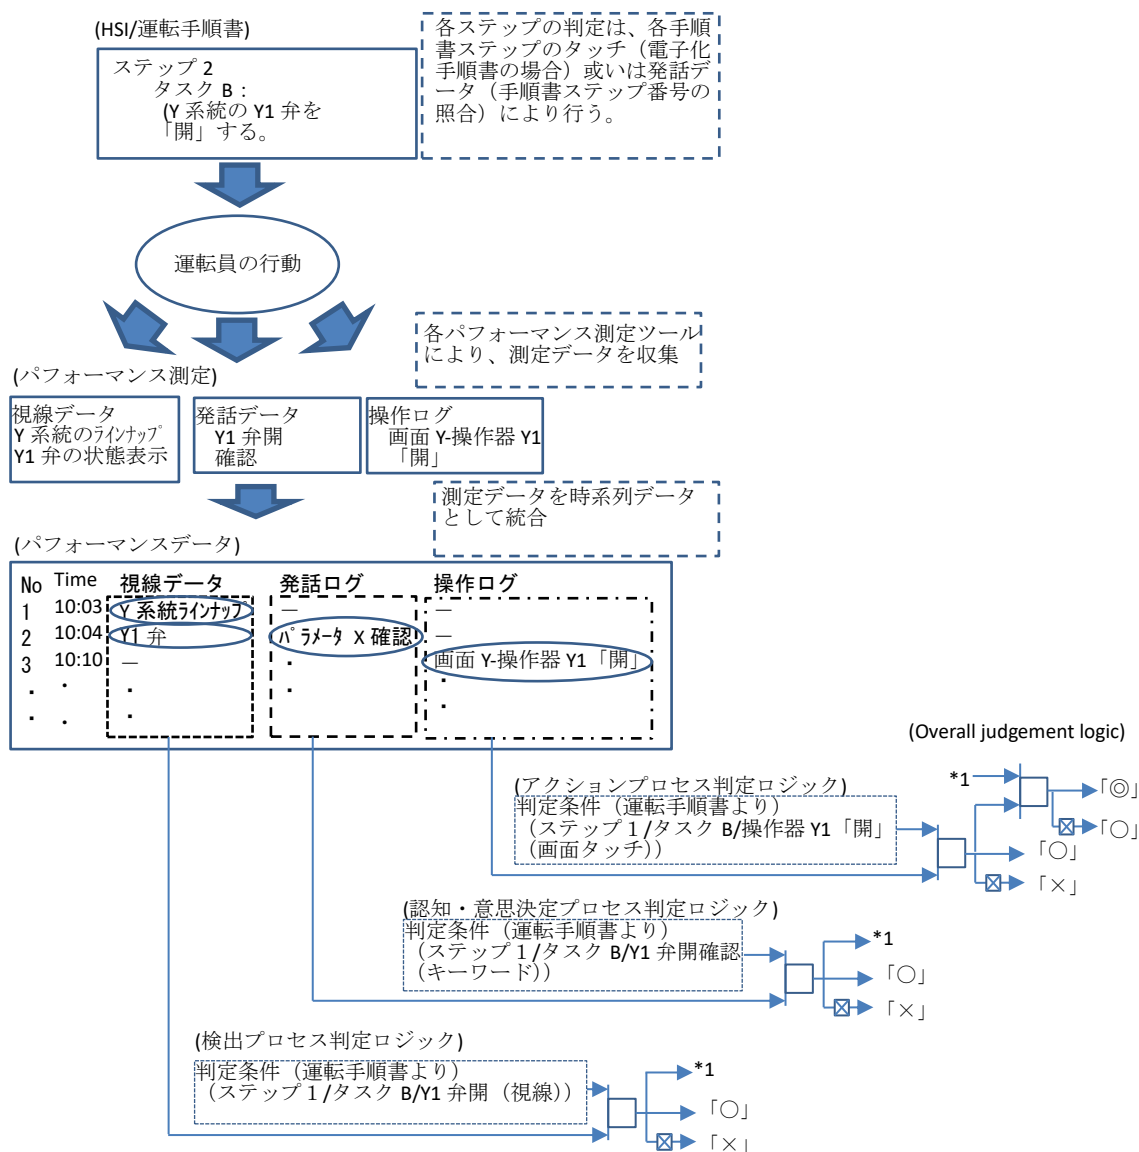 (HSI/運転手順書)
ステップ 2
タスク B：
(Y 系統の Y1 弁を
「開」する。
各ステップの判定は、各手順
書ステップのタッチ（電子化
手順書の場合）或いは発話デ
ータ（手順書ステップ番号の
照合）により行う。
運転員の行動
各パフォーマンス測定ツール
により、測定データを収集
(パフォーマンス測定)
視線データ
Y 系統のﾗｲﾝﾅｯﾌﾟ
Y1 弁の状態表示
発話データ
Y1 弁開
確認
操作ログ
画面 Y-操作器 Y1
「開」
測定データを時系列データ
として統合
(パフォーマンスデータ)
No Time 視線データ 発話ログ 操作ログ
1 10:03 Y 系統ﾗｲﾝﾅｯﾌﾟ － －
2 10:04 Y1 弁 ﾊﾟﾗﾒｰﾀ X 確認 －
3 10:10 － ・ 画面 Y-操作器 Y1「開」
・ ・ ・ ・ ・
・ ・ ・ ・
(Overall judgement logic)
*1
「◎」
「○」
(アクションプロセス判定ロジック)
判定条件（運転手順書より）
（ステップ１/タスク B/操作器 Y1「開」
（画面タッチ））
「○」
「×」
(認知・意思決定プロセス判定ロジック)
判定条件（運転手順書より）
（ステップ１/タスク B/Y1 弁開確認
（キーワード））
*1
「○」
「×」
(検出プロセス判定ロジック)
判定条件（運転手順書より）
（ステップ１/タスク B/Y1 弁開（視線））
*1
「○」
「×」